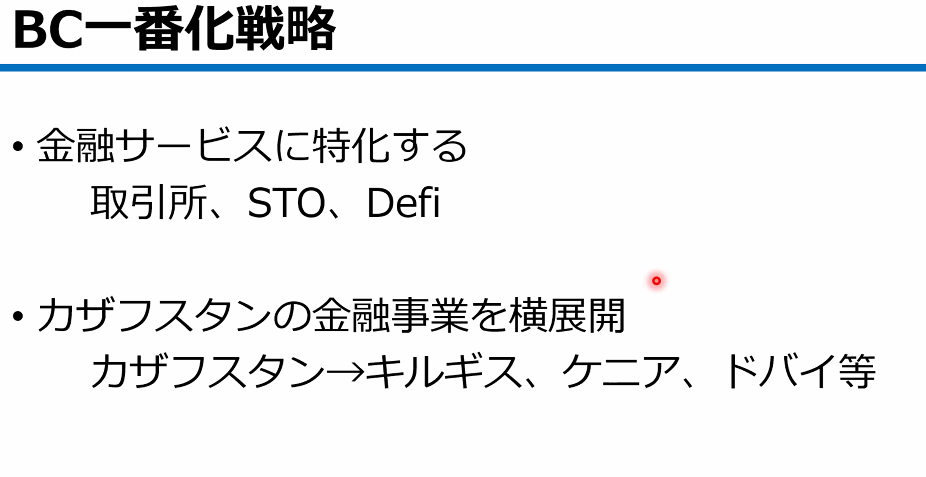 BC一番化戦略
• 金融サービスに特化する
取引所、STO、Defi
• カザフスタンの金融事業を横展開
カザフスタン→キルギス、ケニア、ドバイ等